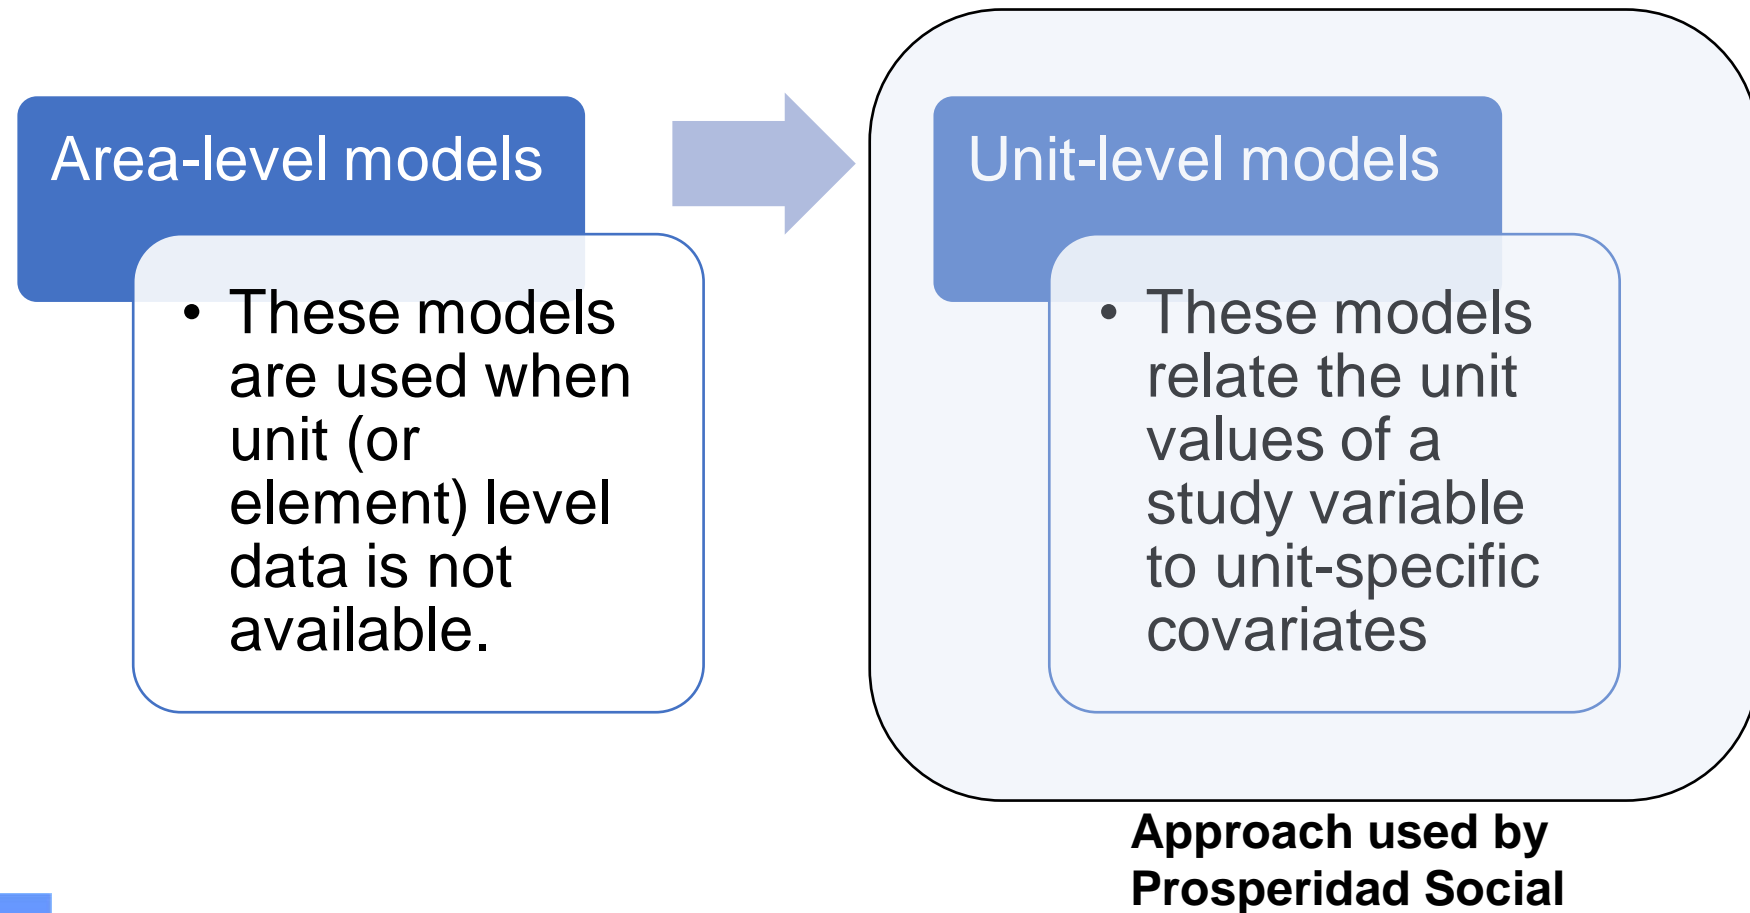 Area-level models
• These models
are used when
unit (or
element) level
data is not
available.
Unit-level models
• These models
relate the unit
values of a
study variable
to unit-specific
covariates
Approach used by
Prosperidad Social